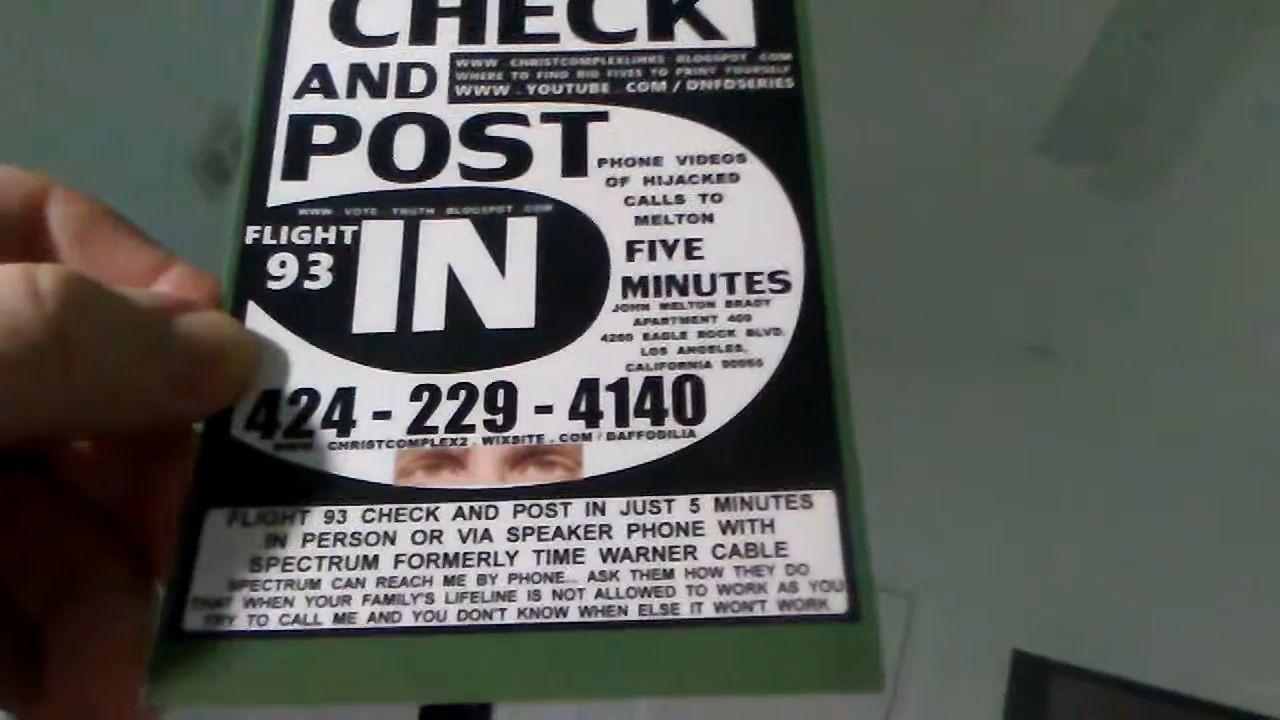 CHECK
AND
WWW . CHRISTCOMPLEXLINKS . BLOGSPOT . COM
WHERE TO FIND BIG FIVES TO PRINT YOURSELF
WWW . YOUTUBE . COM / DNFDSERIES
POST
PHONE VIDEOS
OF HIJACKED
CALLS TO
MELTON
FIVE
MINUTES
JOHN MELTON BRADY
APARTMENT 409
4260 EAGLE ROCK BLVD.
LOS ANGELES,
CALIFORNIA 90065
WWW . VOTE - TRUTH . BLOGSPOT . COM
FLIGHT
93
IN
424 - 229 - 4140
WWW . CHRISTCOMPLEX2 . WIXSITE . COM / DAFFODILIA
FLIGHT 93 CHECK AND POST IN JUST 5 MINUTES
IN PERSON OR VIA SPEAKER PHONE WITH
SPECTRUM FORMERLY TIME WARNER CABLE
SPECTRUM CAN REACH ME BY PHONE... ASK THEM HOW THEY DO
THAT WHEN YOUR FAMILY'S LIFELINE IS NOT ALLOWED TO WORK AS YOU
TRY TO CALL ME AND YOU DON'T KNOW WHEN ELSE IT WON'T WORK